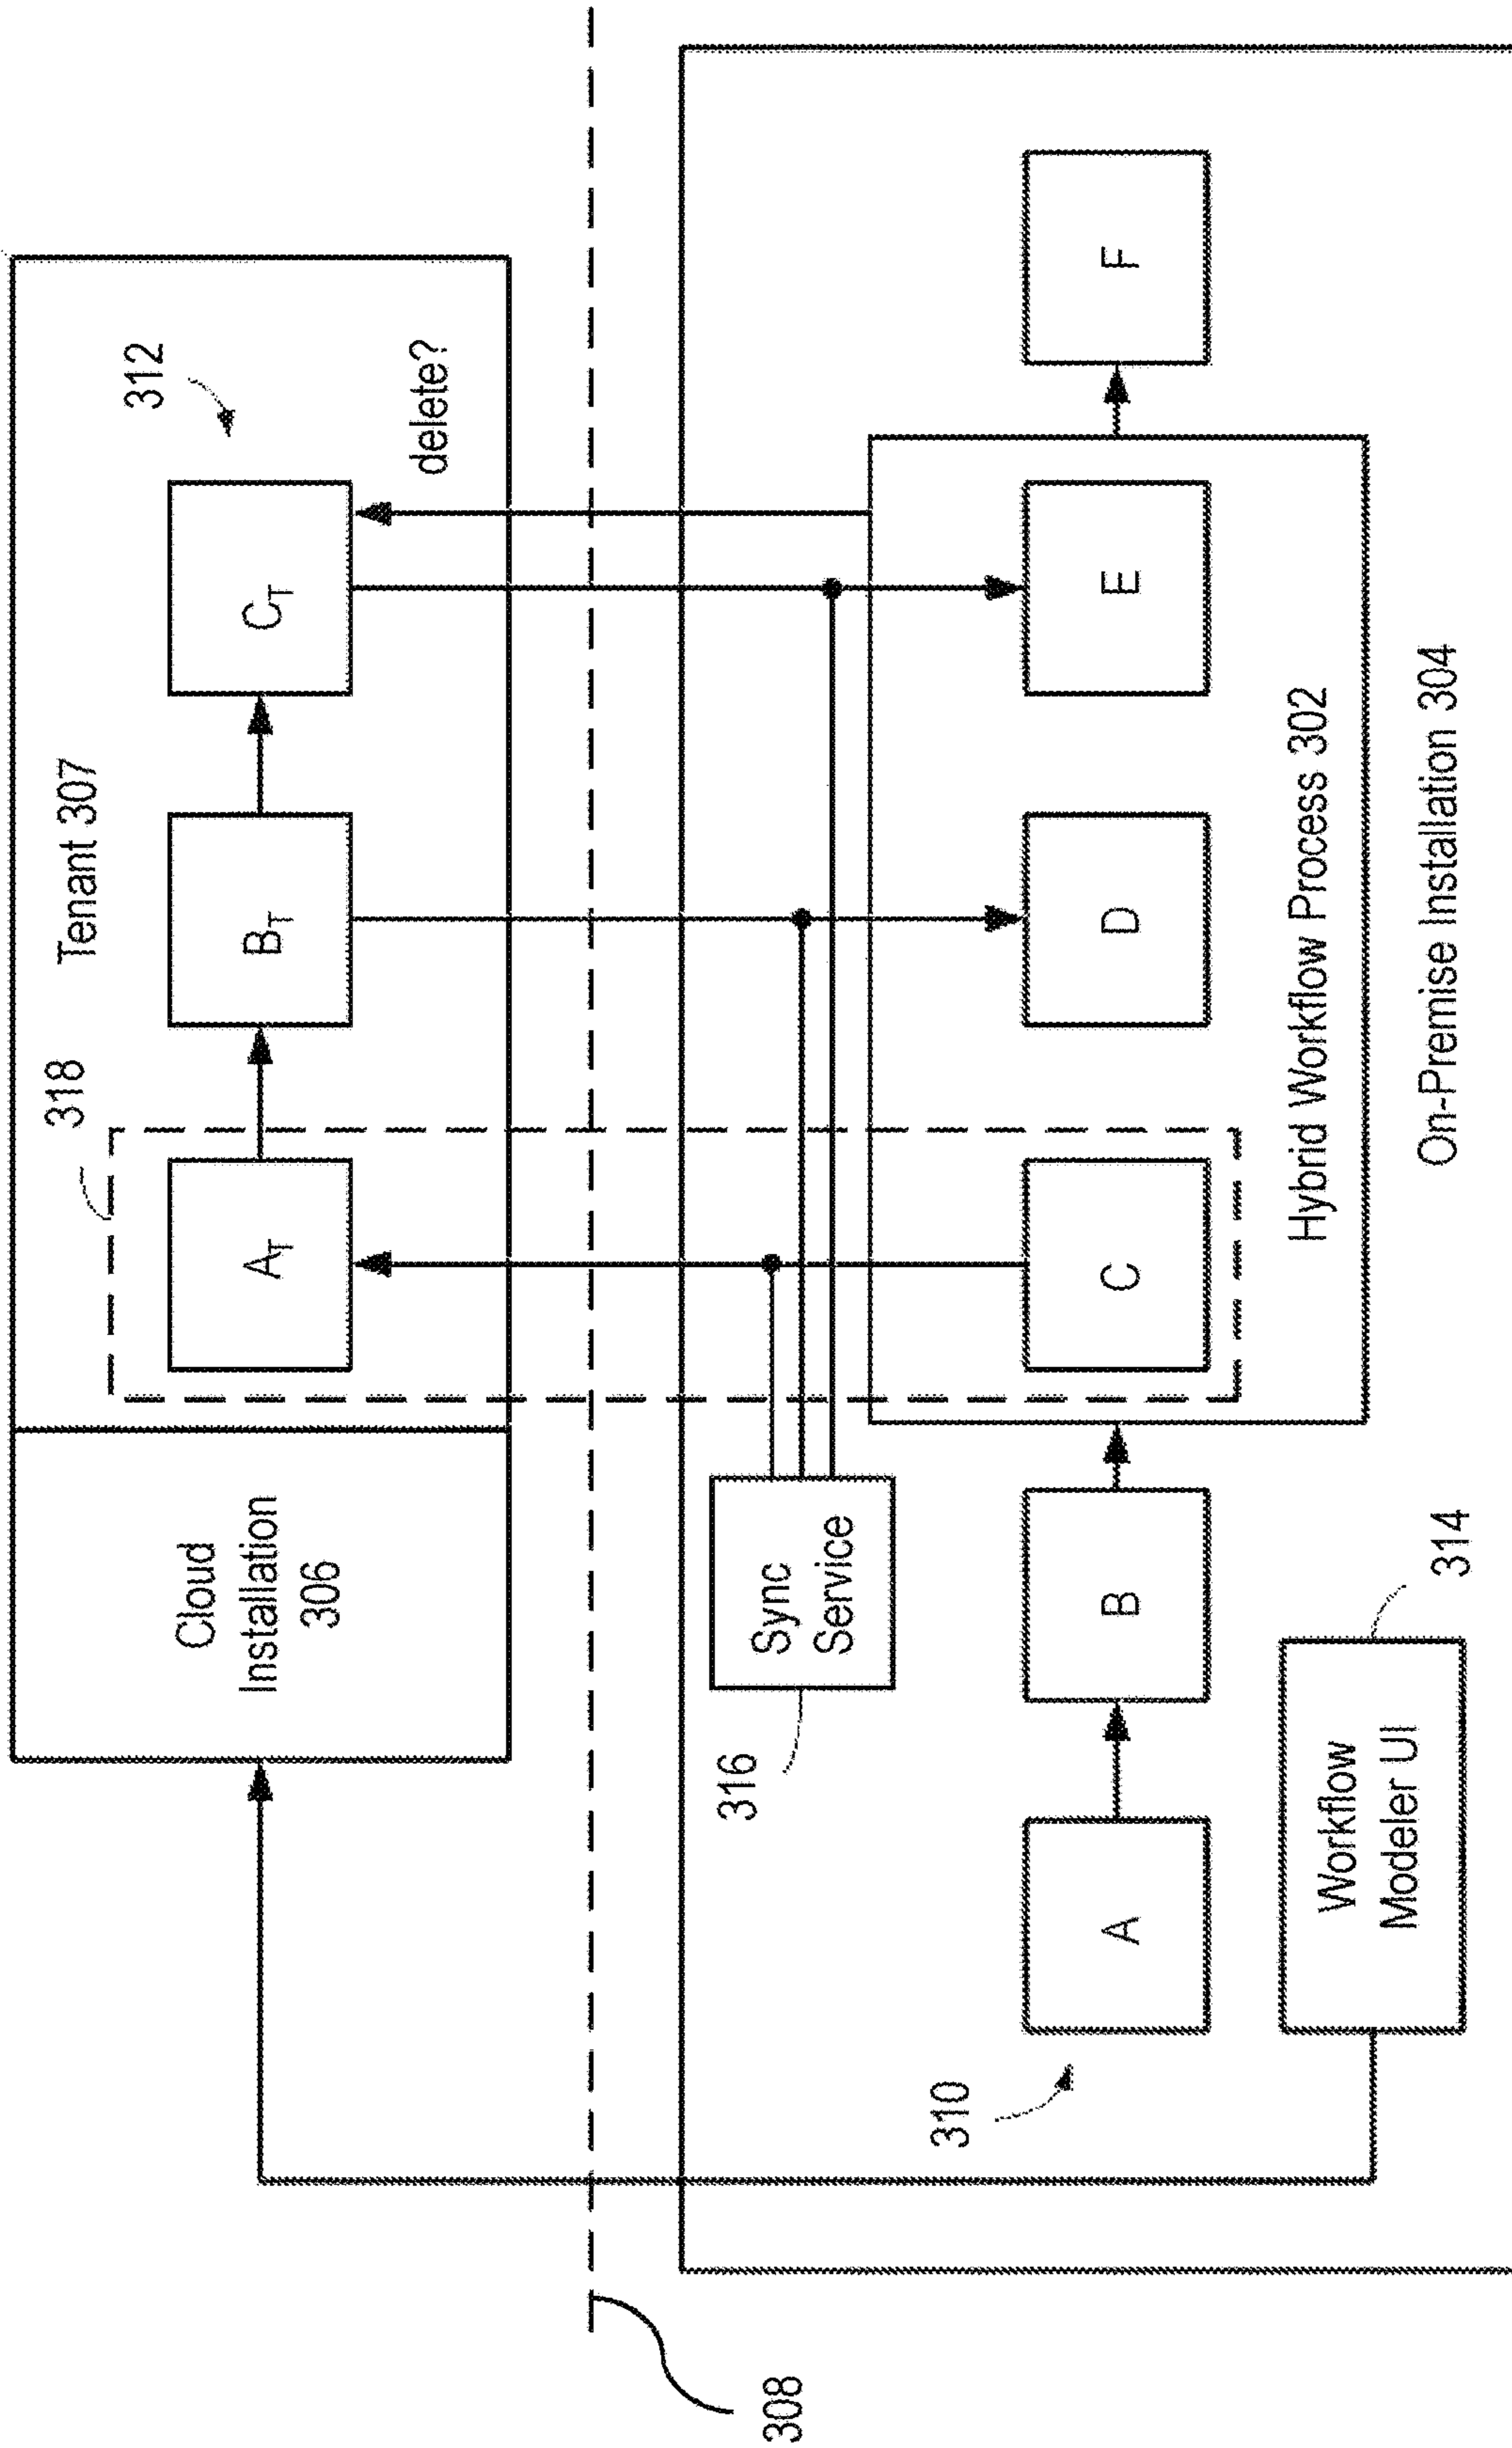 Cloud
Installation
306
Tenant 307
318
312
A_T
B_T
C_T
delete?
308
316
Sync
Service
310
A
B
C
D
E
F
Hybrid Workflow Process 302
Workflow
Modeler UI
314
On-Premise Installation 304